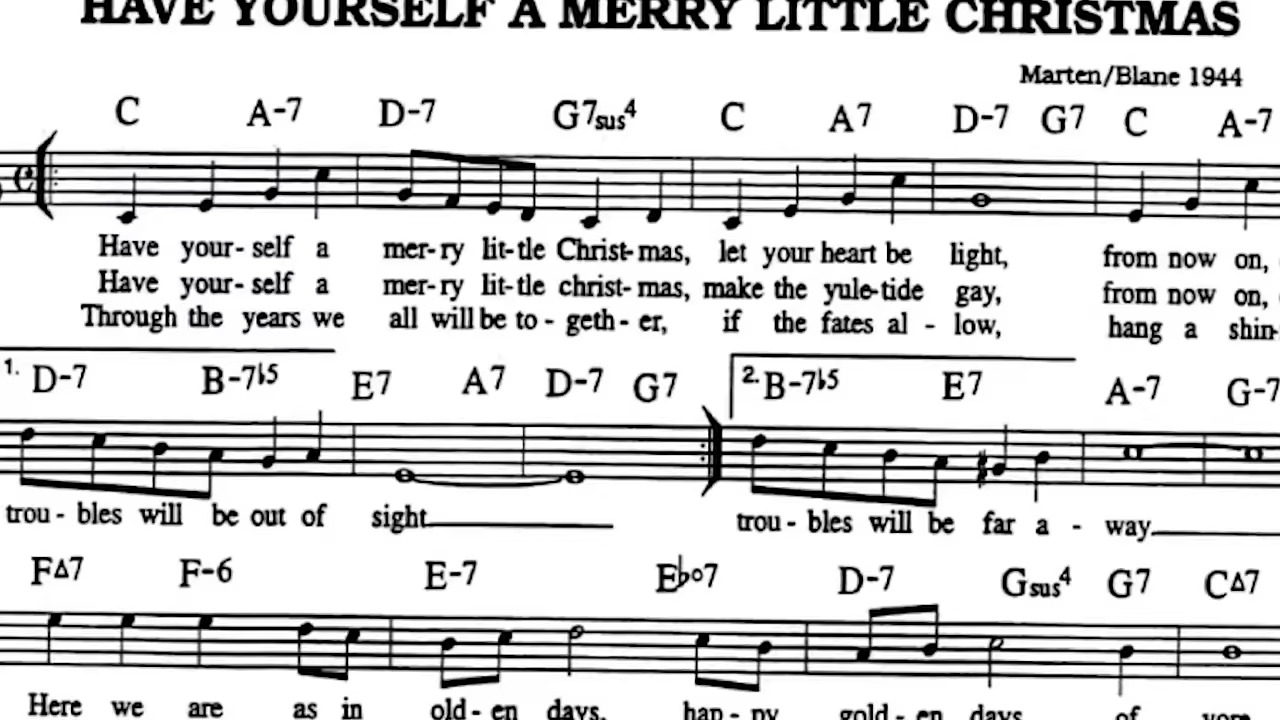 HAVE YOURSELF A MERRY LITTLE CHRISTMAS
Marten/Blane 1944
C A-7 D-7 G7sus4 C A7 D-7 G7 C A-7
Have your-self a mer-ry lit-tle Christ-mas, let your heart be light, from now on,
Have your-self a mer-ry lit-tle christ-mas, make the yule-tide gay, from now on,
Through the years we all will be to-geth-er, if the fates al-low, hang a shin-
1. D-7 B-7♭5 E7 A7 D-7 G7 2. B-7♭5 E7 A-7 G-7
trou-bles will be out of sight trou-bles will be far a-way
FΔ7 F-6 E-7 E♭o7 D-7 Gsus4 G7 CΔ7
Here we are as in old-en days, hap-py gold-en days of yore